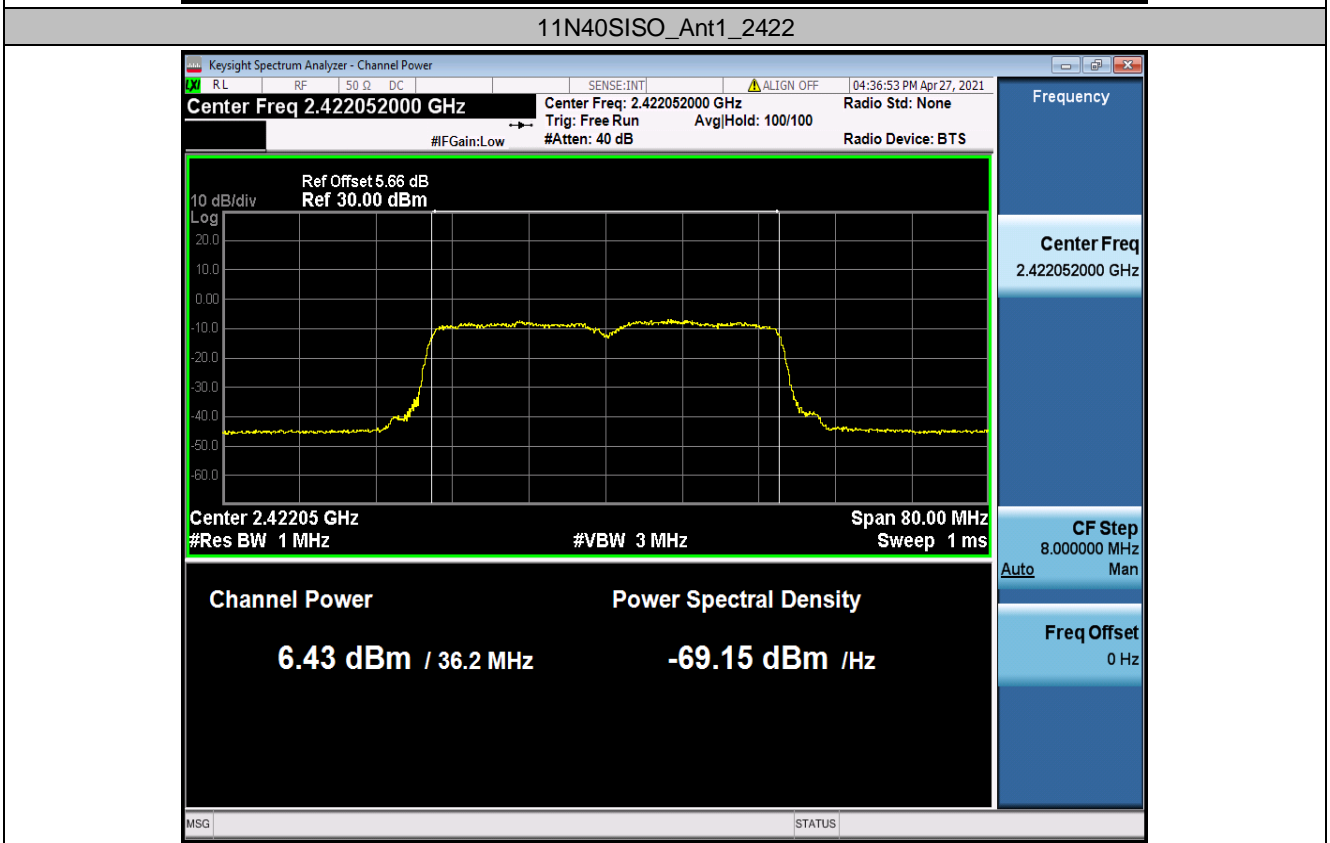 11N40SISO_Ant1_2422
Keysight Spectrum Analyzer - Channel Power
LXI RL RF 50 Ω DC SENSE:INT ALIGN OFF 04:36:53 PM Apr 27, 2021
Center Freq 2.422052000 GHz
Center Freq: 2.422052000 GHz Radio Std: None
Trig: Free Run Avg|Hold: 100/100
#IFGain:Low #Atten: 40 dB Radio Device: BTS
Frequency
Ref Offset 5.66 dB
10 dB/div Ref 30.00 dBm
Log
20.0
10.0
0.00
-10.0
-20.0
-30.0
-40.0
-50.0
-60.0
Center 2.42205 GHz Span 80.00 MHz
#Res BW 1 MHz #VBW 3 MHz Sweep 1 ms
Center Freq
2.422052000 GHz
CF Step
8.000000 MHz
Auto Man
Freq Offset
0 Hz
Channel Power Power Spectral Density
6.43 dBm / 36.2 MHz -69.15 dBm /Hz
MSG STATUS